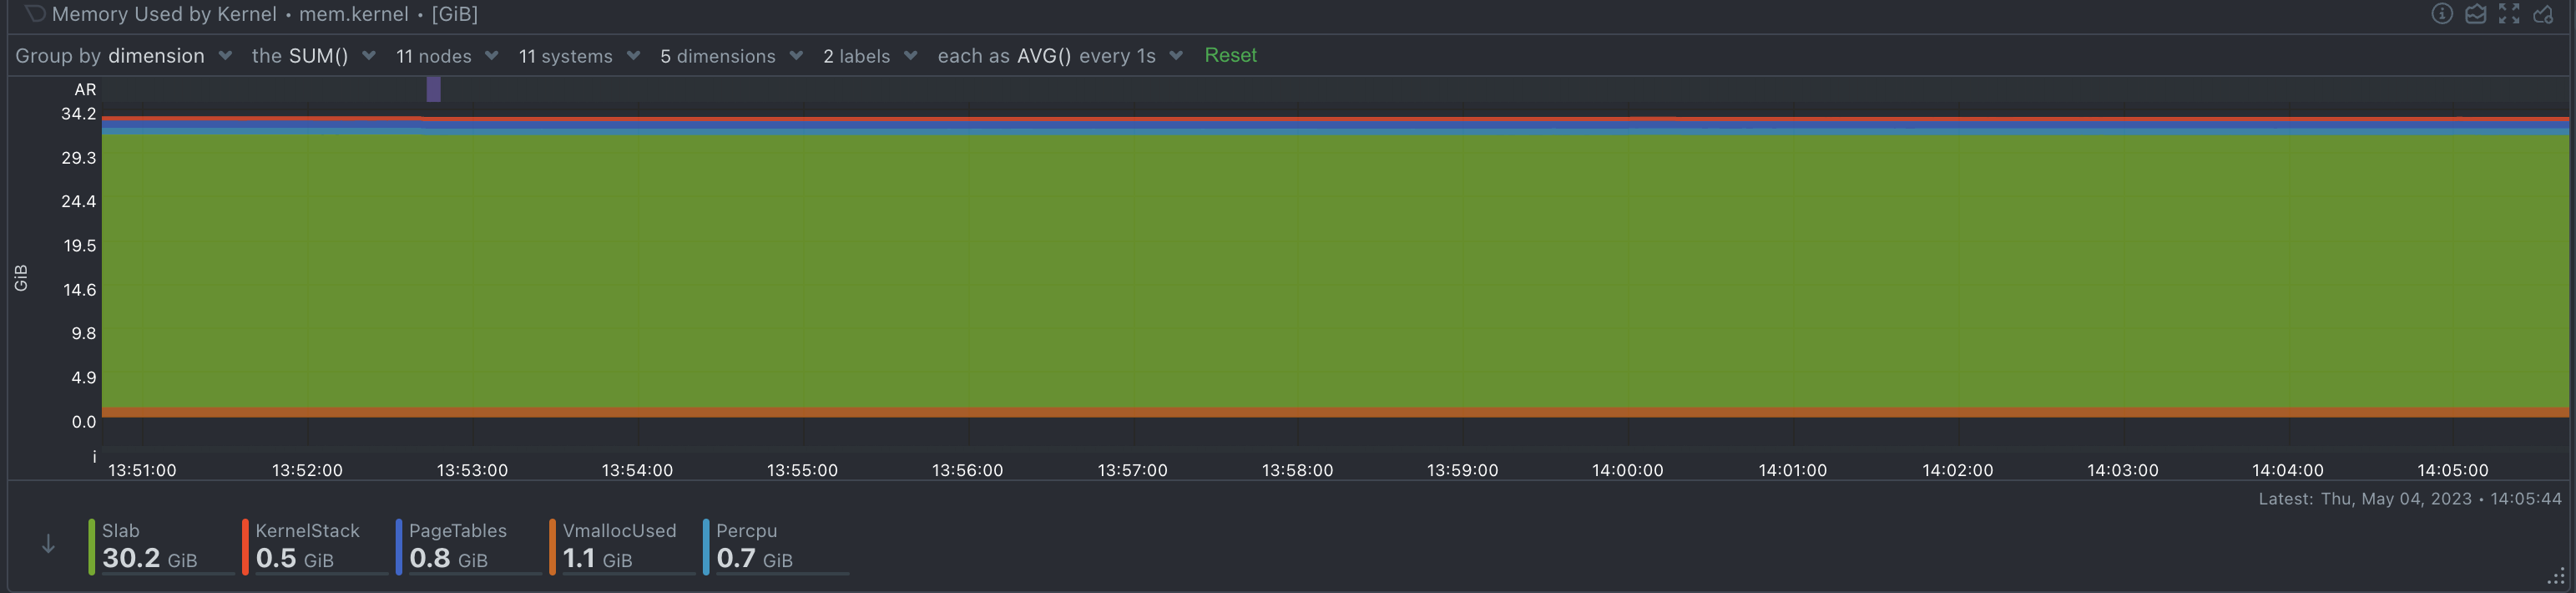 Memory Used by Kernel • mem.kernel • [GiB]
Group by dimension the SUM() 11 nodes 11 systems 5 dimensions 2 labels each as AVG() every 1s Reset
AR
34.2
29.3
24.4
19.5
14.6
9.8
4.9
0.0
GiB
i
13:51:00 13:52:00 13:53:00 13:54:00 13:55:00 13:56:00 13:57:00 13:58:00 13:59:00 14:00:00 14:01:00 14:02:00 14:03:00 14:04:00 14:05:00
Latest: Thu, May 04, 2023 • 14:05:44
Slab KernelStack PageTables VmallocUsed Percpu
30.2 GiB 0.5 GiB 0.8 GiB 1.1 GiB 0.7 GiB